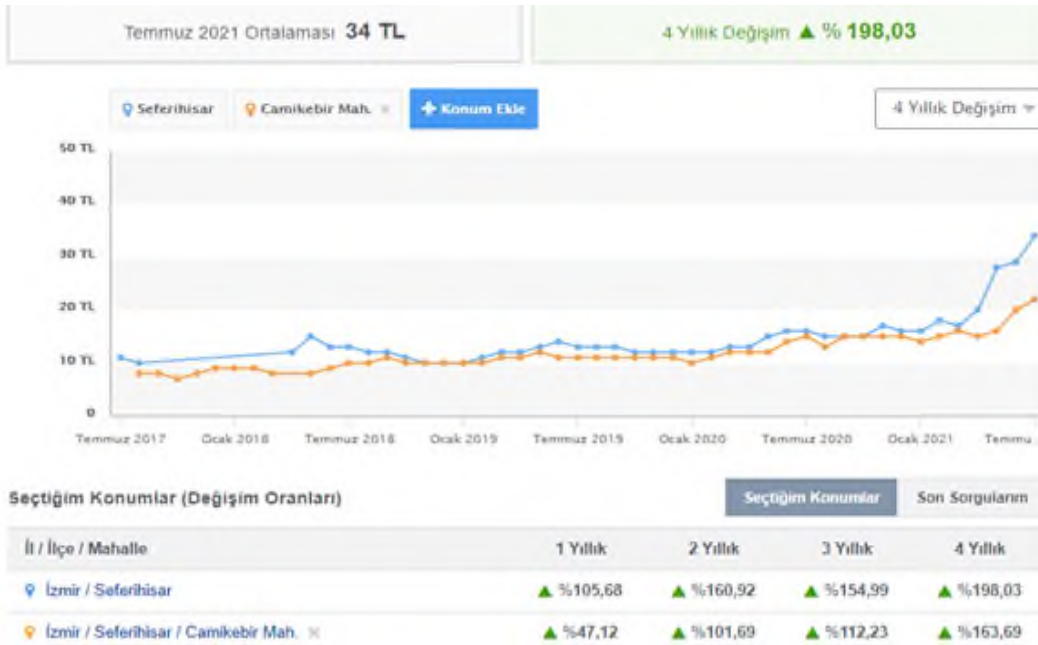 Temmuz 2021 Ortalaması 34 TL
4 Yıllık Değişim ▲ % 198,03
Seferihisar
Camikebir Mah. ×
Konum Ekle
4 Yıllık Değişim
50 TL
40 TL
30 TL
20 TL
10 TL
0
Temmuz 2017 Ocak 2018 Temmuz 2018 Ocak 2019 Temmuz 2019 Ocak 2020 Temmuz 2020 Ocak 2021 Temmu
Seçtiğim Konumlar (Değişim Oranları)
Seçtiğim Konumlar Son Sorgularım
İl / İlçe / Mahalle 1 Yıllık 2 Yıllık 3 Yıllık 4 Yıllık
İzmir / Seferihisar ▲ %105,68 ▲ %160,92 ▲ %154,99 ▲ %198,03
İzmir / Seferihisar / Camikebir Mah. × ▲ %47,12 ▲ %101,69 ▲ %112,23 ▲ %163,69